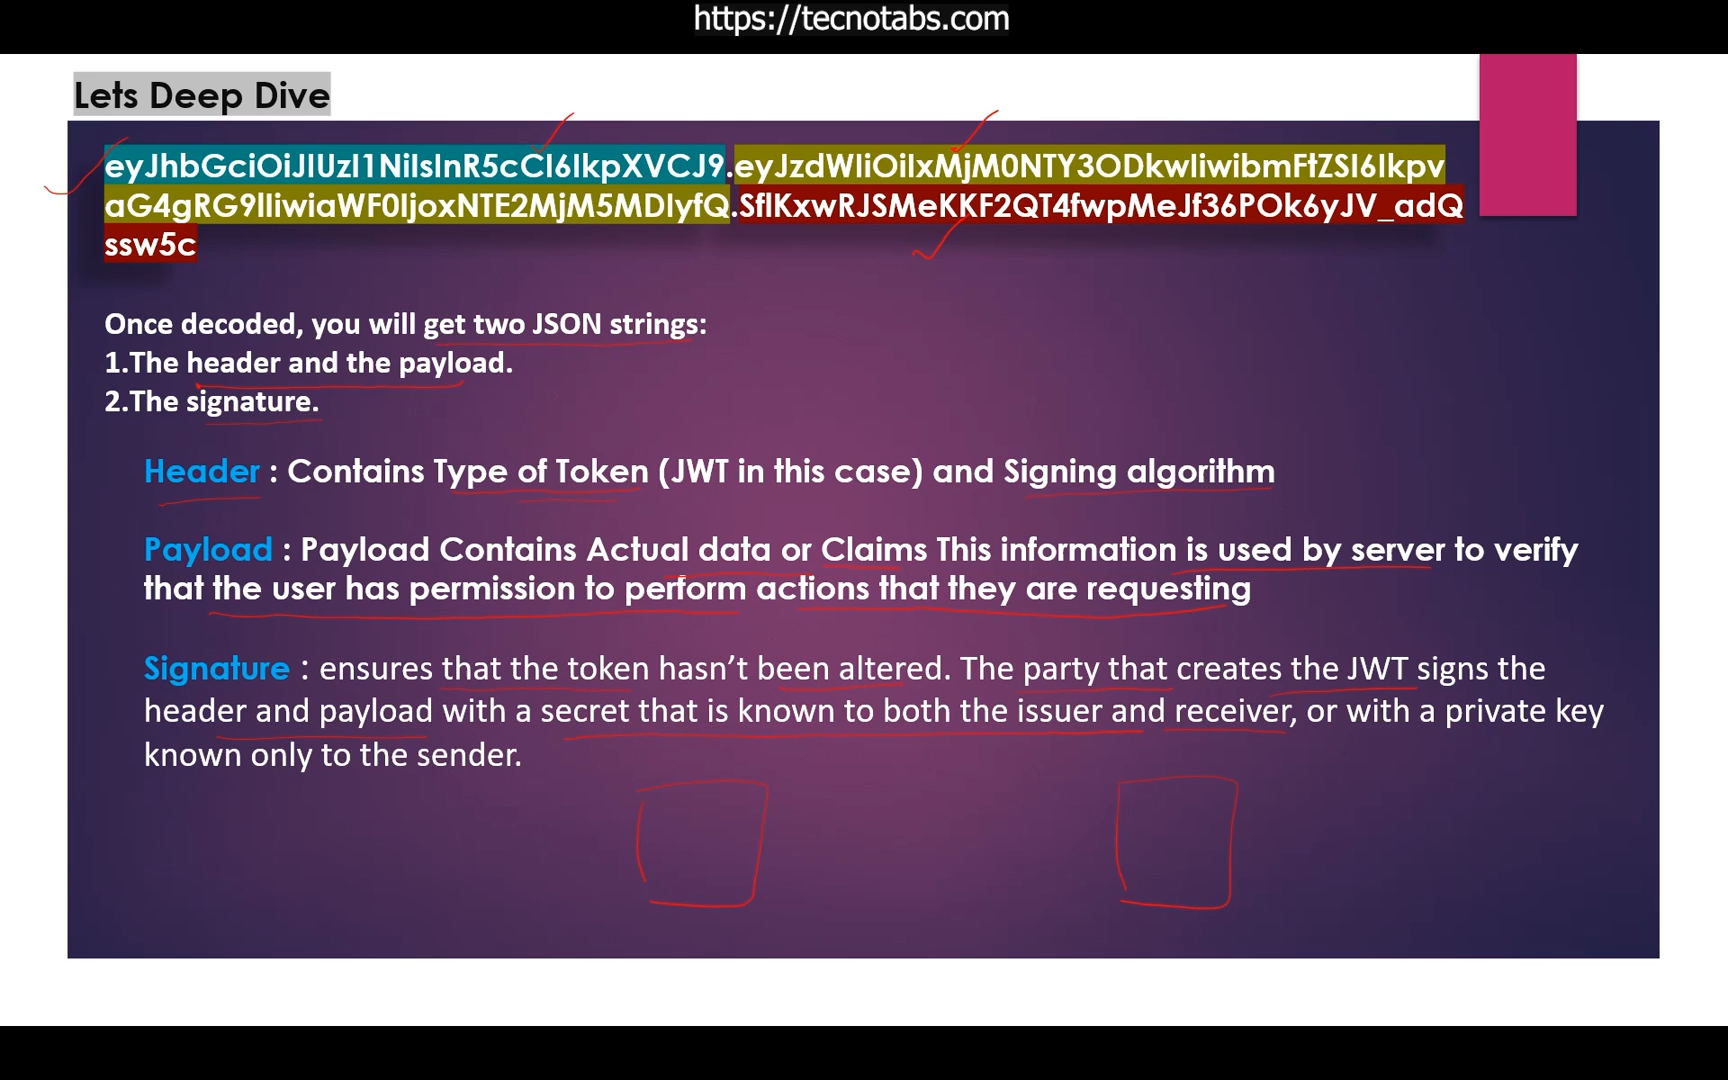 https://tecnotabs.com
Lets Deep Dive
eyJhbGciOiJIUzI1NiIsInR5cCI6IkpXVCJ9.eyJzdWIiOiIxMjM0NTY3ODkwIiwibmFtZSI6Ikpv
aG4gRG9lIiwiaWF0IjoxNTE2MjM5MDIyfQ.SflKxwRJSMeKKF2QT4fwpMeJf36POk6yJV_adQ
ssw5c
Once decoded, you will get two JSON strings:
1.The header and the payload.
2.The signature.
Header : Contains Type of Token (JWT in this case) and Signing algorithm
Payload : Payload Contains Actual data or Claims This information is used by server to verify
that the user has permission to perform actions that they are requesting
Signature : ensures that the token hasn’t been altered. The party that creates the JWT signs the
header and payload with a secret that is known to both the issuer and receiver, or with a private key
known only to the sender.